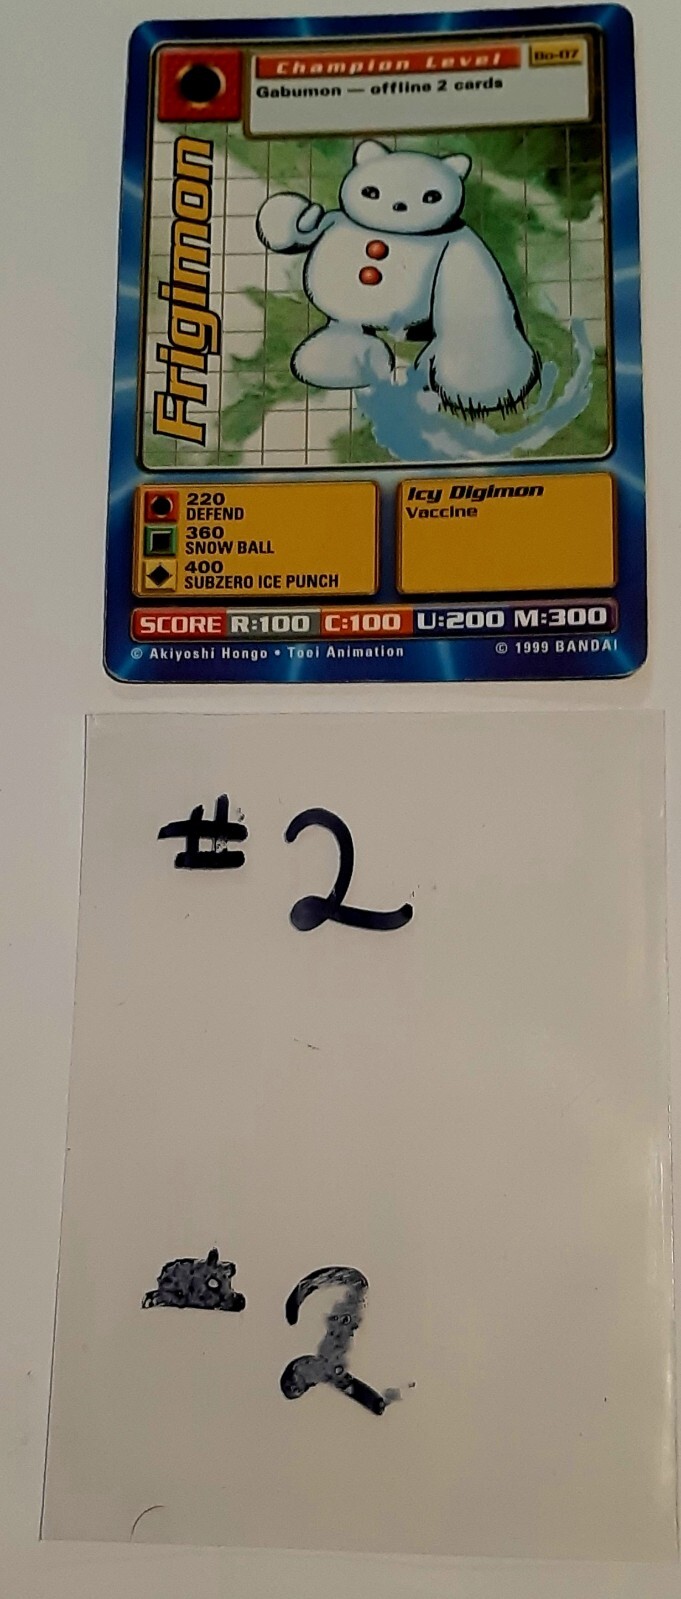 Champion Level
Bo-07
Gabumon — offline 2 cards
Frigimon
220
DEFEND
360
SNOW BALL
400
SUBZERO ICE PUNCH
Icy Digimon
Vaccine
SCORE R:100 C:100 U:200 M:300
© Akiyoshi Hongo • Toei Animation
© 1999 BANDAI
# 2
2